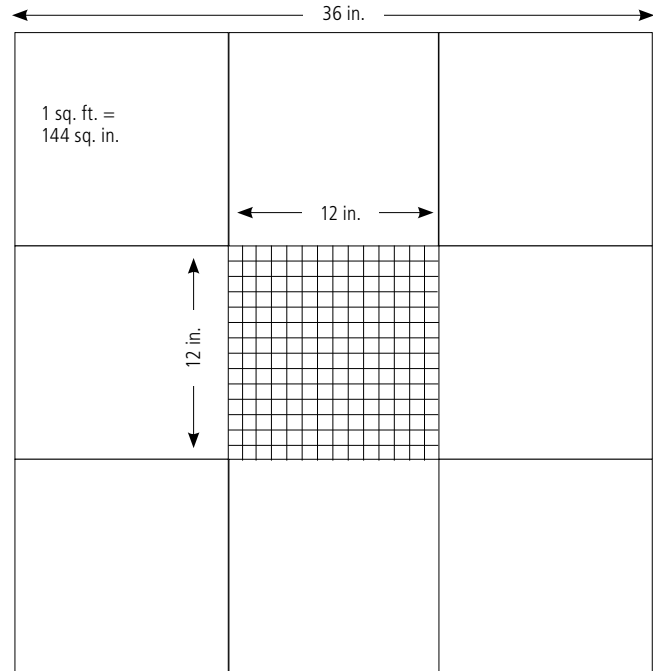 36 in.
1 sq. ft. =
144 sq. in.
12 in.
12 in.